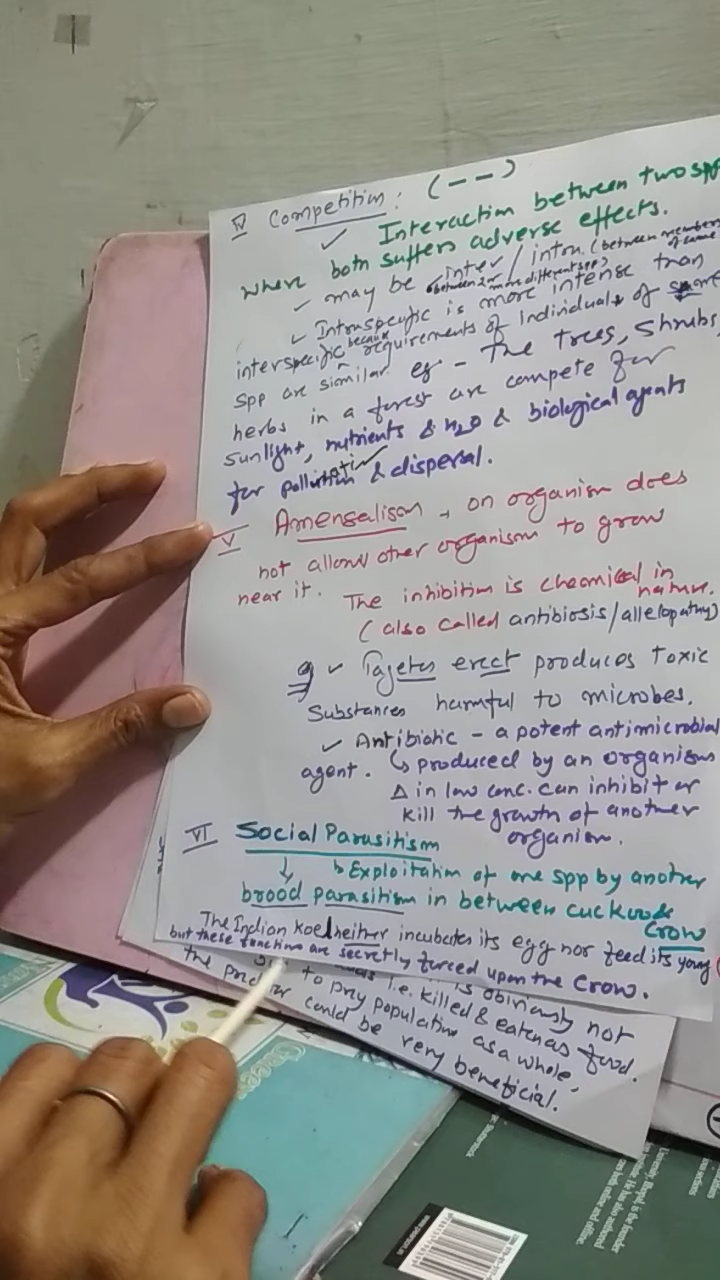 IV Competition : (--)
✓ Interaction between two spp
where both suffers adverse effects.
✓ may be inter / intra. (between members of same
(between 2 or more different spp)
✓ Intraspecific is more intense than
interspecific because requirements of individuals of same
spp are similar. eg - The trees, shrubs,
herbs in a forest are compete for
sunlight, nutrients & H2O & biological agents
for pollination & dispersal.
V Amensalism → on organism does
not allow other organism to grow
near it. The inhibition is chemical in nature.
(also called antibiosis/allelopathy)
eg ✓ Tagetes erect produces toxic
substances harmful to microbes.
✓ Antibiotic - a potent antimicrobial
agent. ↳ produced by an organism
& in low conc. can inhibit or
kill the growth of another
organism.
VI Social Parasitism
↓ ↳ Exploitation of one spp by another
brood parasitism in between cuckoo & Crow
The Indian Koel neither incubates its egg nor feed its young
but these functions are secretly forced upon the Crow.
is obviously not
i.e. killed & eaten as food.
to prey population as a whole,
the predator could be very beneficial.
Career